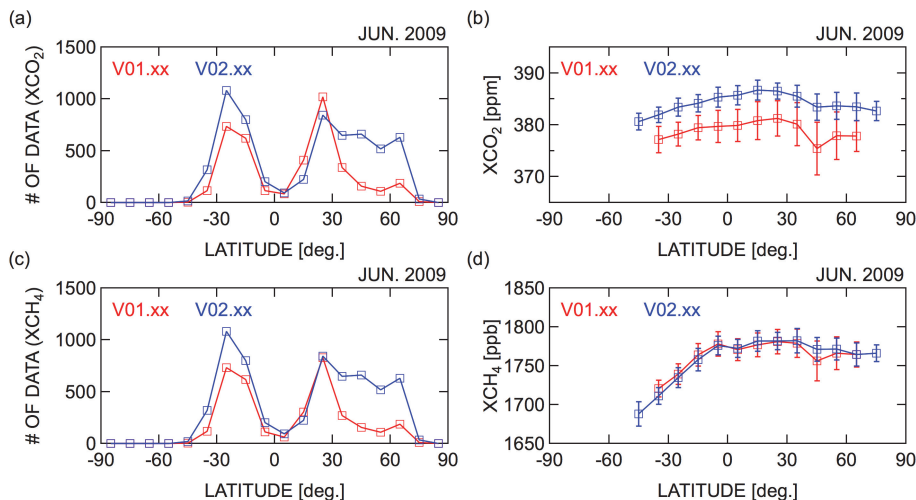 (a)
JUN. 2009
V01.xx V02.xx
# OF DATA (XCO2)
1500
1000
500
0
-90 -60 -30 0 30 60 90
LATITUDE [deg.]
(b)
JUN. 2009
V01.xx V02.xx
XCO2 [ppm]
395
385
375
365
-90 -60 -30 0 30 60 90
LATITUDE [deg.]
(c)
JUN. 2009
V01.xx V02.xx
# OF DATA (XCH4)
1500
1000
500
0
-90 -60 -30 0 30 60 90
LATITUDE [deg.]
(d)
JUN. 2009
V01.xx V02.xx
XCH4 [ppb]
1850
1800
1750
1700
1650
-90 -60 -30 0 30 60 90
LATITUDE [deg.]